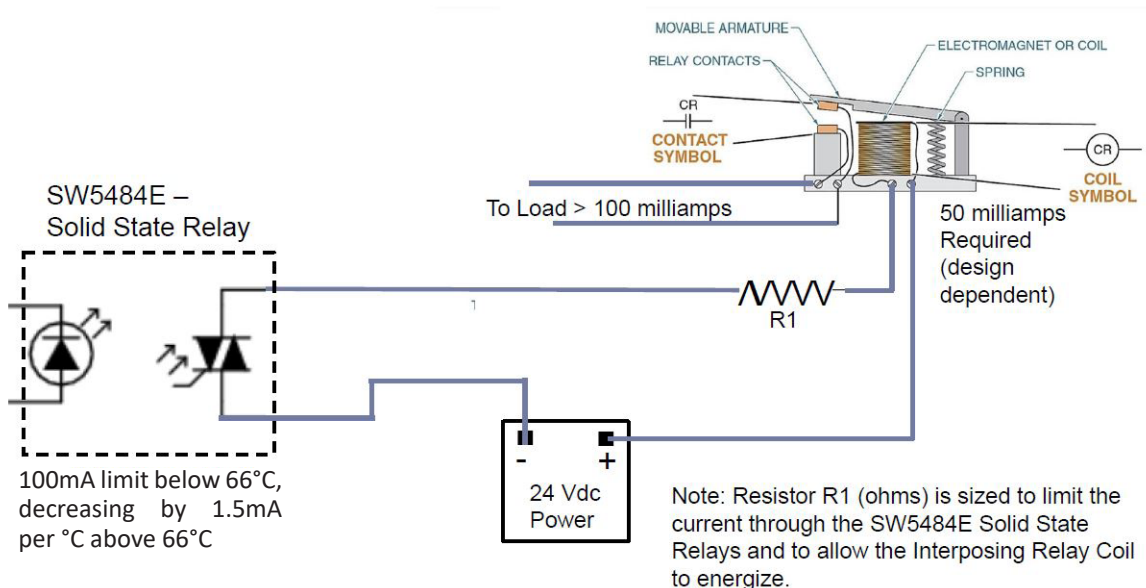 MOVABLE ARMATURE
ELECTROMAGNET OR COIL
RELAY CONTACTS
SPRING
CR
CONTACT
SYMBOL
CR
COIL
SYMBOL
SW5484E –
Solid State Relay
To Load > 100 milliamps
50 milliamps
Required
(design
dependent)
R1
- +
24 Vdc
Power
100mA limit below 66°C,
decreasing by 1.5mA
per °C above 66°C
Note: Resistor R1 (ohms) is sized to limit the
current through the SW5484E Solid State
Relays and to allow the Interposing Relay Coil
to energize.